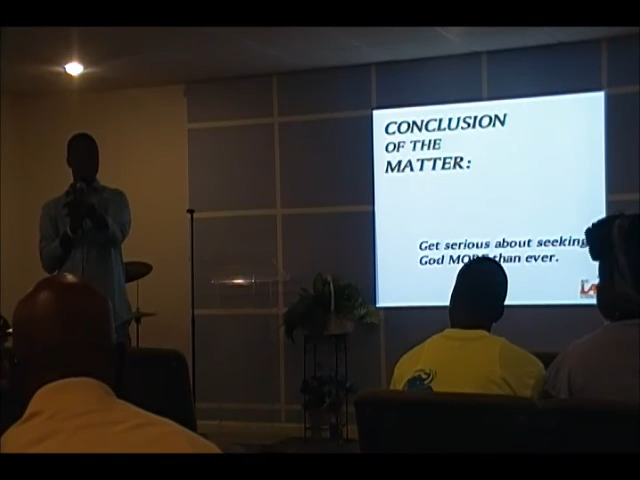 CONCLUSION
OF THE
MATTER:
Get serious about seeking
God MORE than ever.